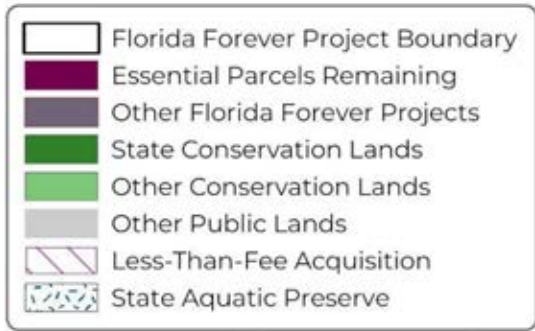 Florida Forever Project Boundary
Essential Parcels Remaining
Other Florida Forever Projects
State Conservation Lands
Other Conservation Lands
Other Public Lands
Less-Than-Fee Acquisition
State Aquatic Preserve